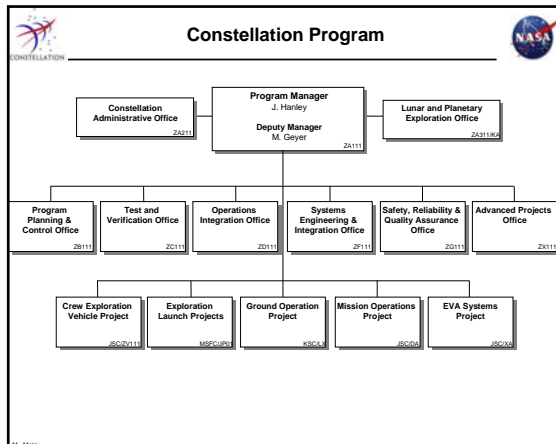 Constellation Program
CONSTELLATION
NASA
Program Manager
J. Hanley
Deputy Manager
M. Geyer
ZA111
Constellation
Administrative Office
ZA211
Lunar and Planetary
Exploration Office
ZA311/KA
Program
Planning &
Control Office
ZB111
Test and
Verification Office
ZC111
Operations
Integration Office
ZD111
Systems
Engineering &
Integration Office
ZF111
Safety, Reliability &
Quality Assurance
Office
ZG111
Advanced Projects
Office
ZX111
Crew Exploration
Vehicle Project
JSC/ZV111
Exploration
Launch Projects
MSFC/JP01
Ground Operation
Project
KSC/LX
Mission Operations
Project
JSC/DA
EVA Systems
Project
JSC/XA